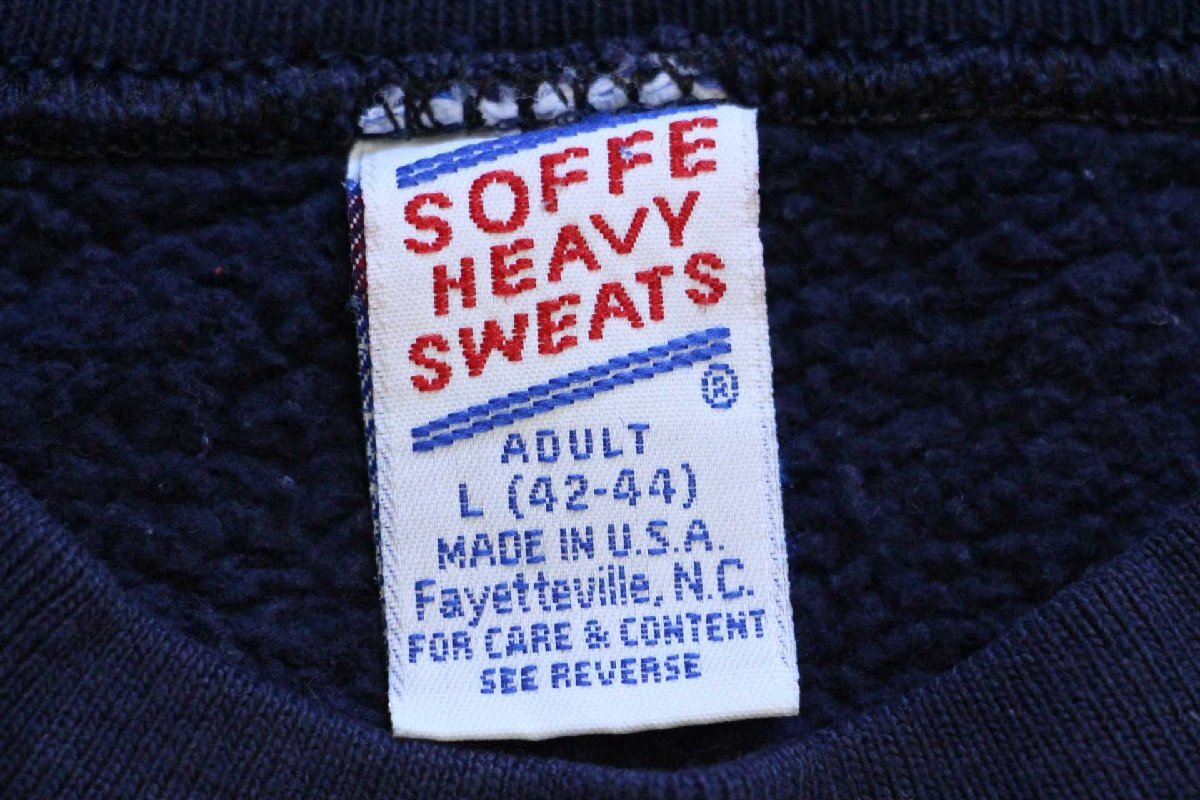 SOFFE
HEAVY
SWEATS
®
ADULT
L (42-44)
MADE IN U.S.A.
Fayetteville, N.C.
FOR CARE & CONTENT
SEE REVERSE